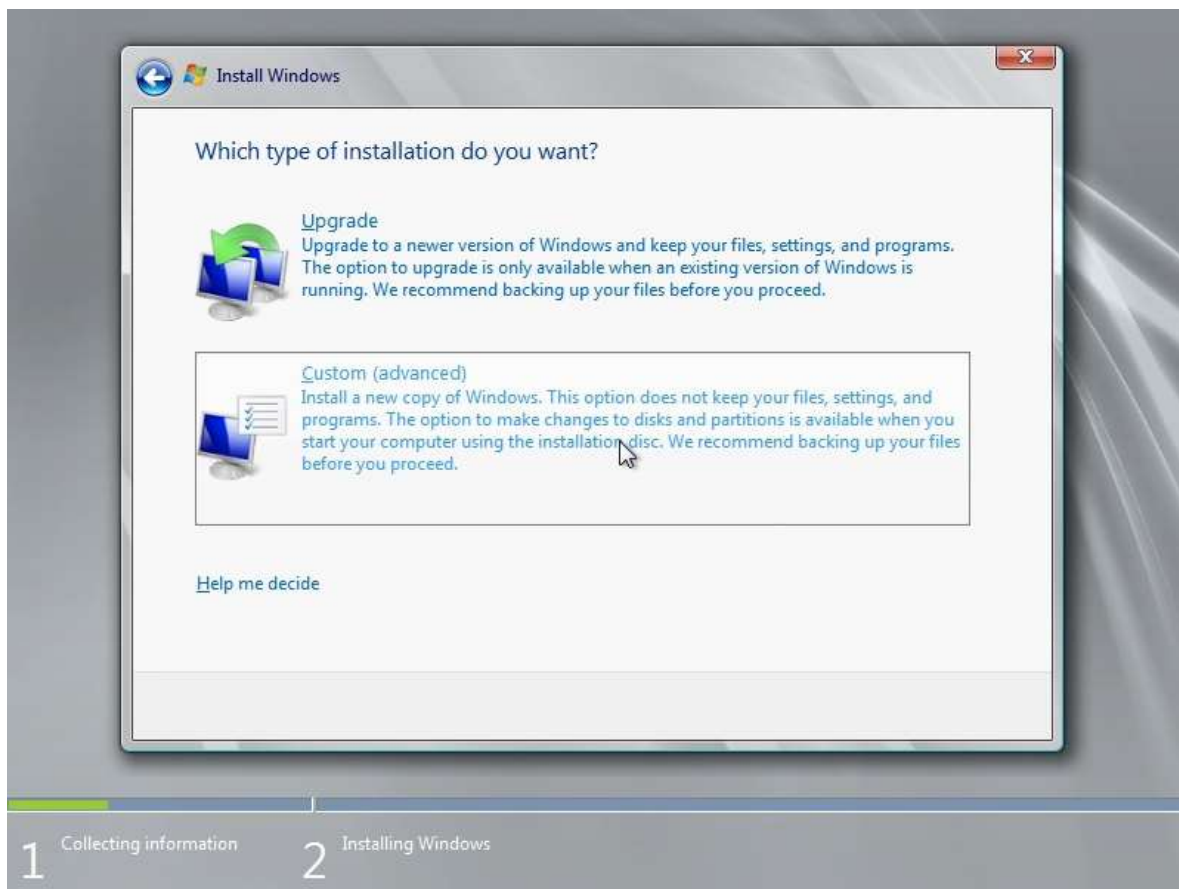 Install Windows
Which type of installation do you want?
Upgrade
Upgrade to a newer version of Windows and keep your files, settings, and programs.
The option to upgrade is only available when an existing version of Windows is
running. We recommend backing up your files before you proceed.
Custom (advanced)
Install a new copy of Windows. This option does not keep your files, settings, and
programs. The option to make changes to disks and partitions is available when you
start your computer using the installation disc. We recommend backing up your files
before you proceed.
Help me decide
1 Collecting information
2 Installing Windows